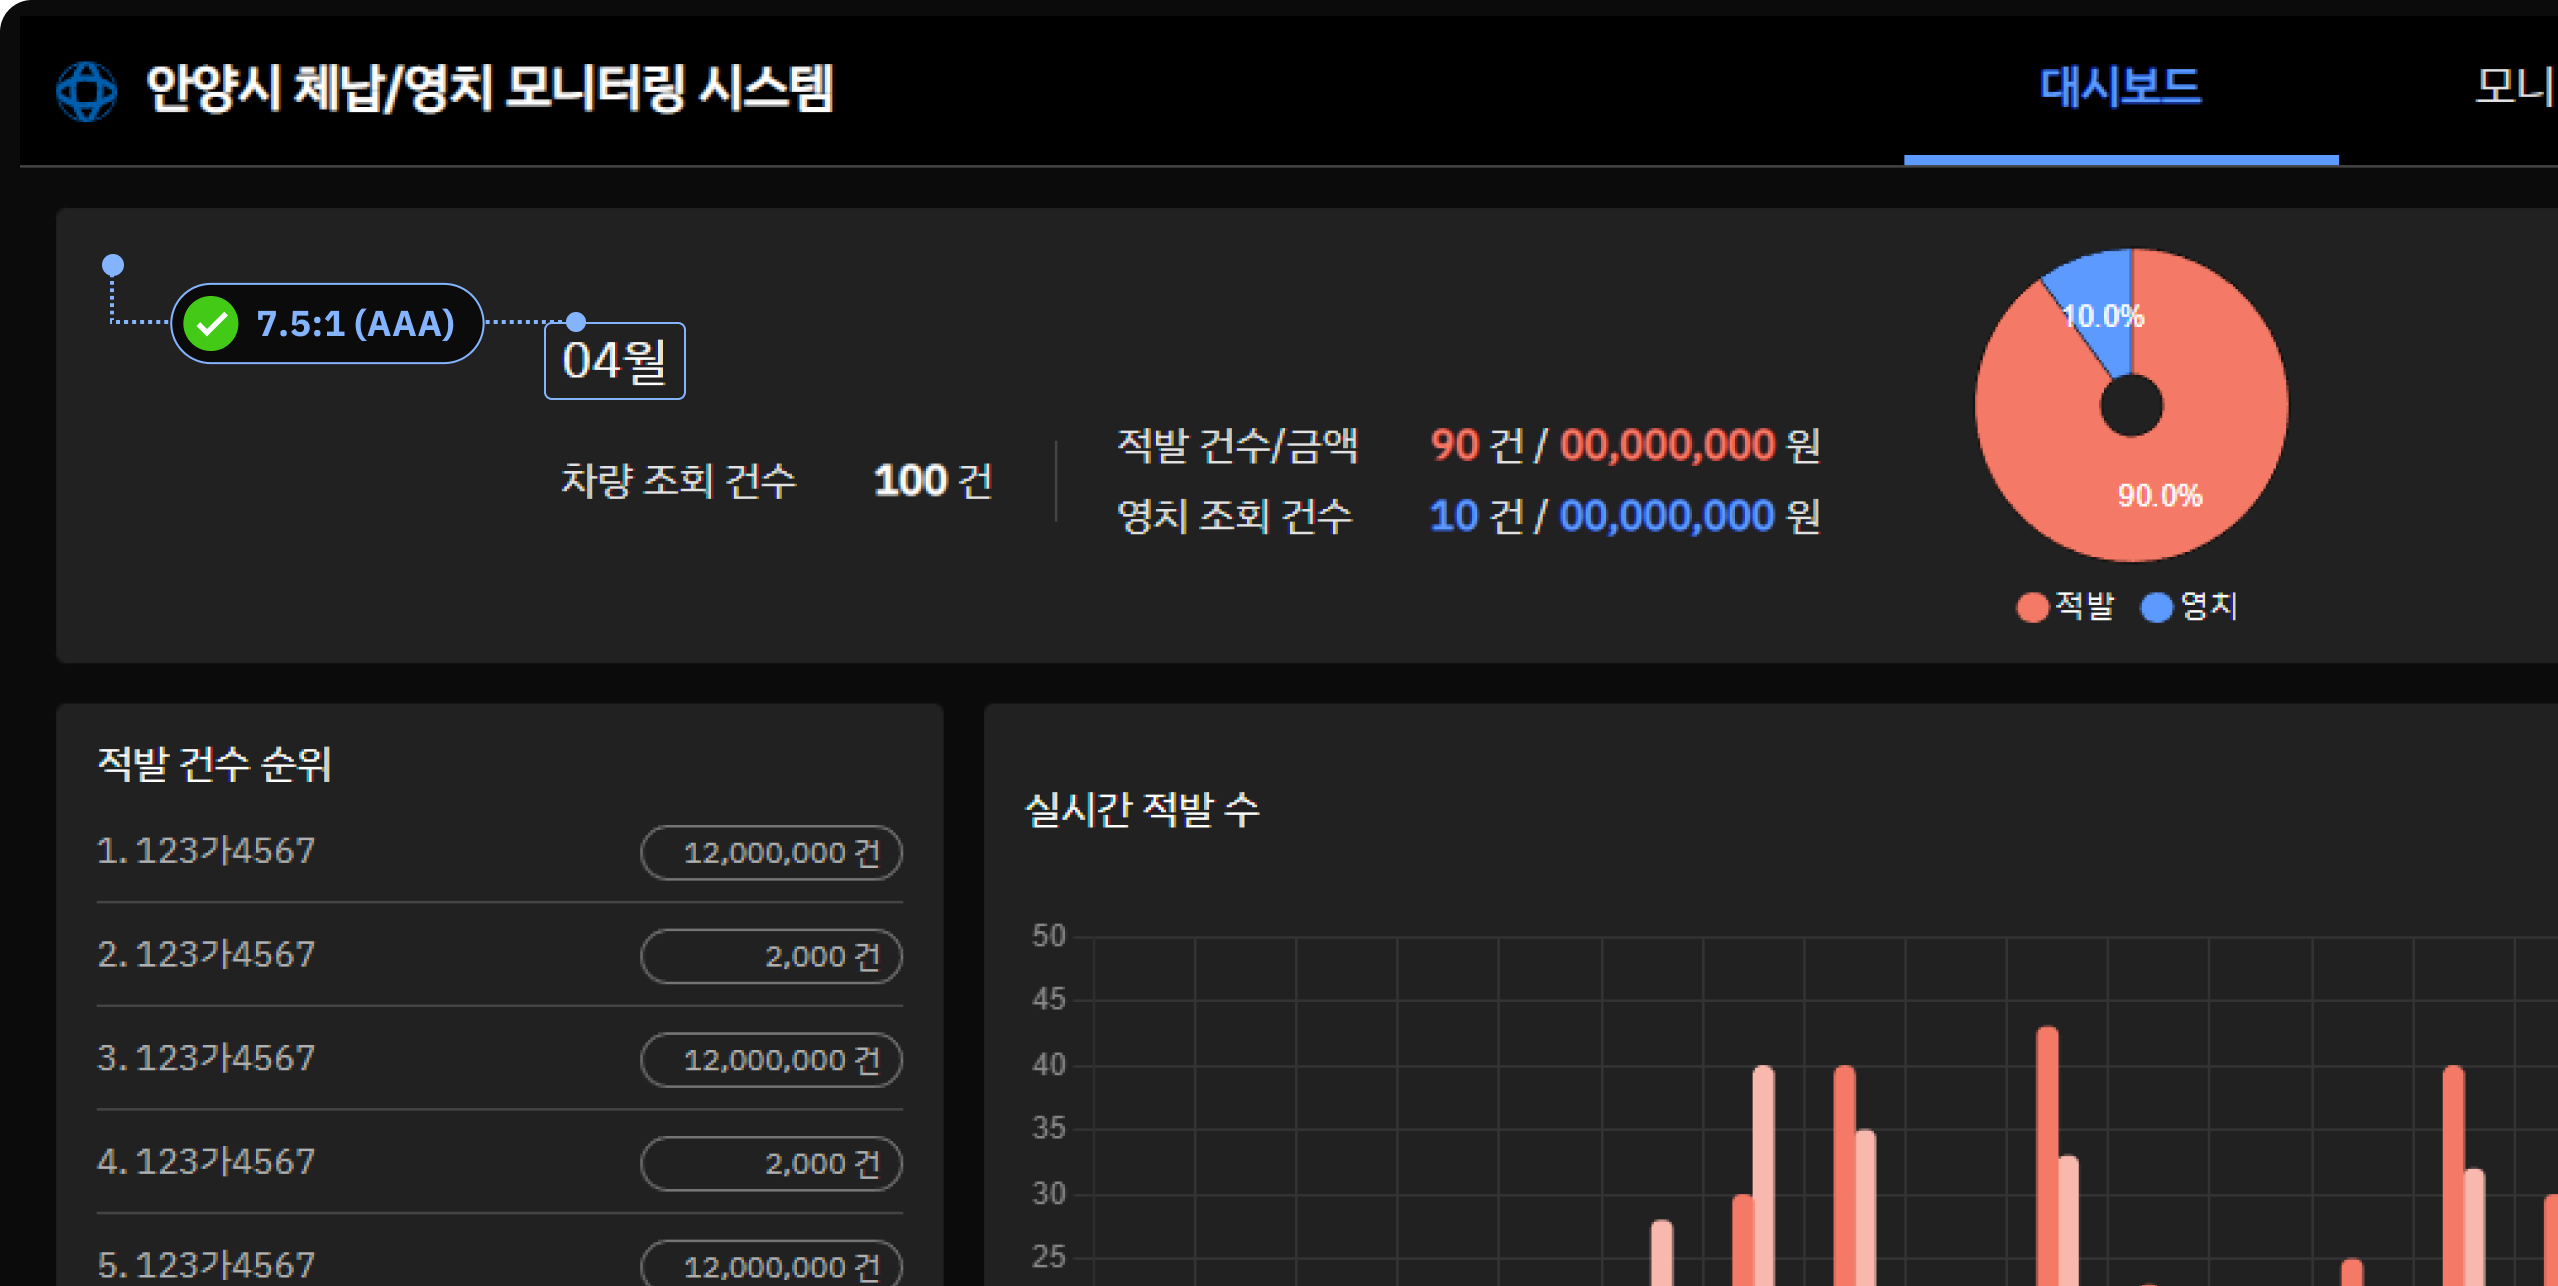 안양시 체납/영치 모니터링 시스템
대시보드
모니
7.5:1 (AAA)
04월
차량 조회 건수 100 건
적발 건수/금액 90 건 / 00,000,000 원
영치 조회 건수 10 건 / 00,000,000 원
10.0%
90.0%
적발 영치
적발 건수 순위
1. 123가4567 12,000,000 건
2. 123가4567 2,000 건
3. 123가4567 12,000,000 건
4. 123가4567 2,000 건
5. 123가4567 12,000,000 건
실시간 적발 수
50
45
40
35
30
25